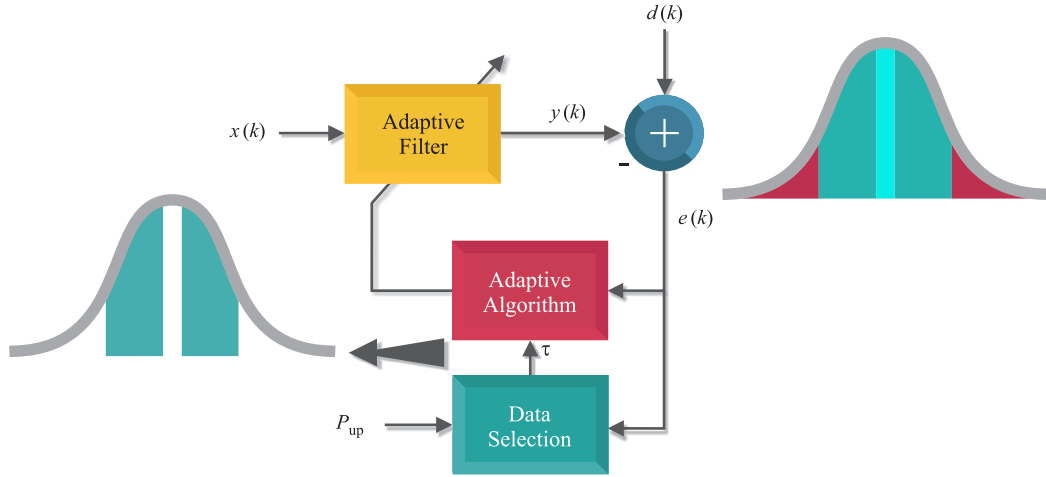 d(k)
x(k)
Adaptive
Filter
y(k)
+
-
e(k)
Adaptive
Algorithm
τ
P_up
Data
Selection